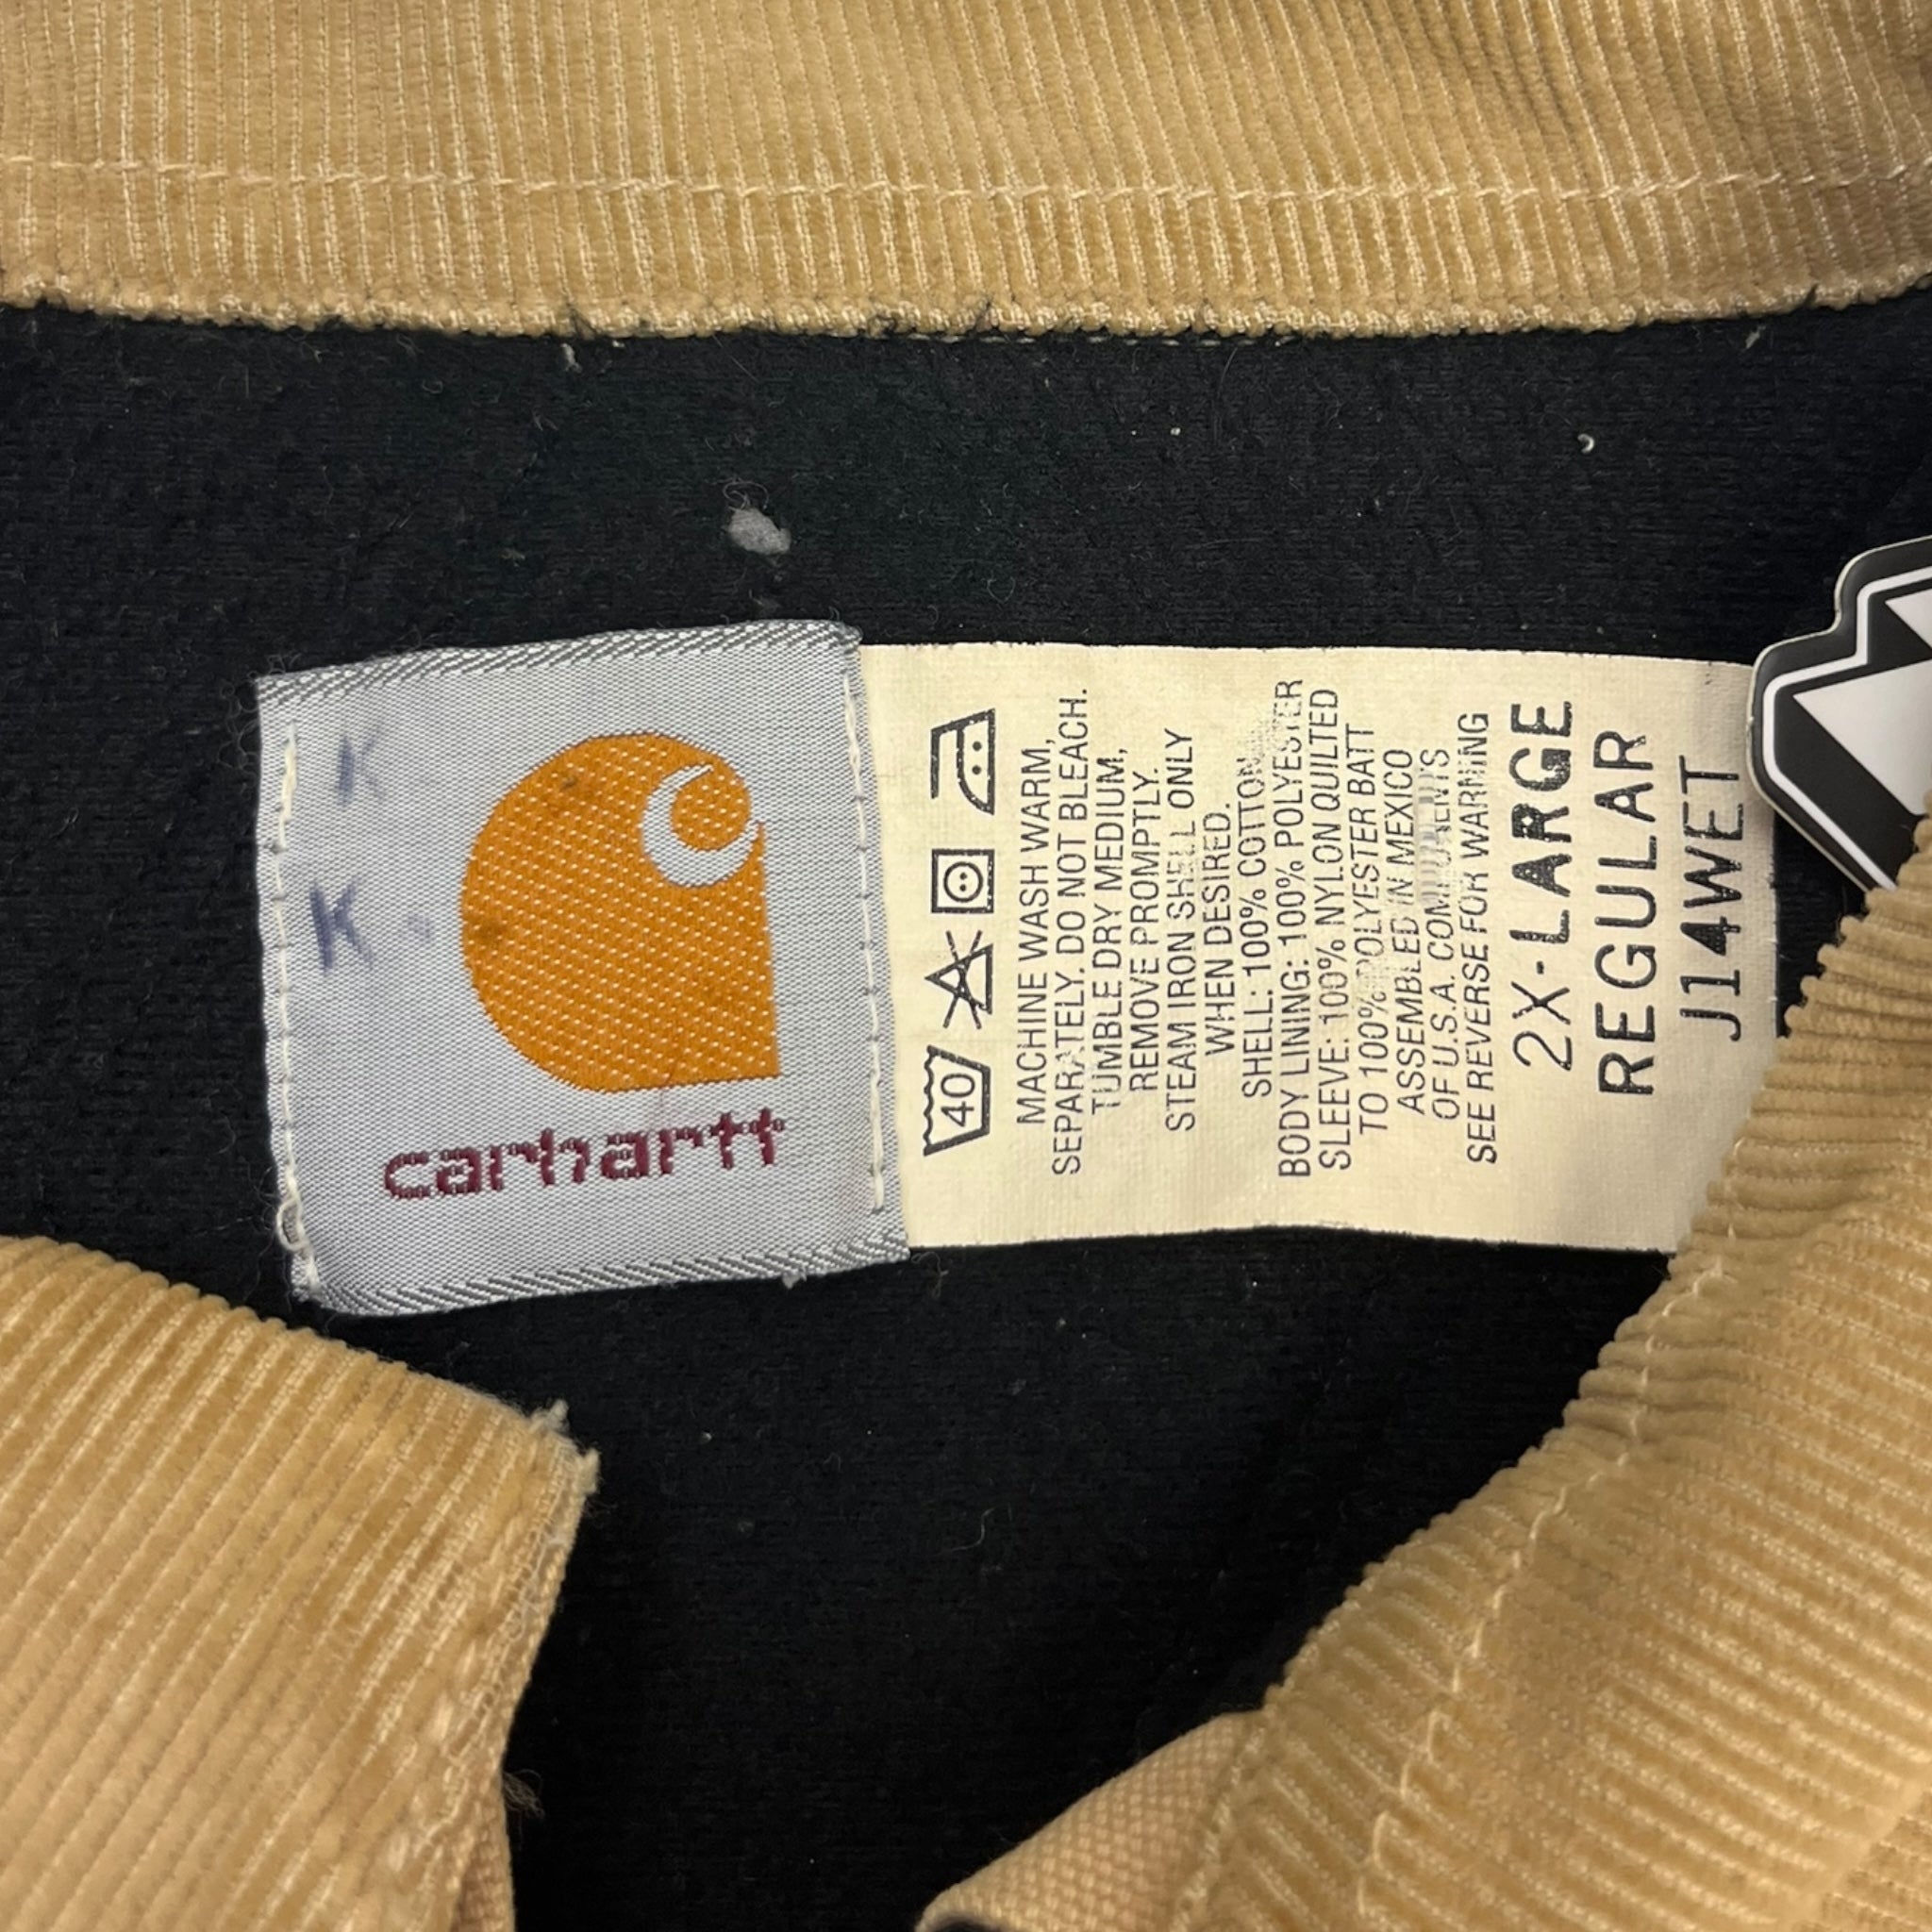 K
K.
carhartt
40
MACHINE WASH WARM,
SEPARATELY. DO NOT BLEACH.
TUMBLE DRY MEDIUM,
REMOVE PROMPTLY.
STEAM IRON SHELL ONLY
WHEN DESIRED.
SHELL: 100% COTTON
BODY LINING: 100% POLYESTER
SLEEVE: 100% NYLON QUILTED
TO 100% POLYESTER BATT
ASSEMBLED IN MEXICO
OF U.S.A. COMPONENTS
SEE REVERSE FOR WARNING
2X-LARGE
REGULAR
J14WET